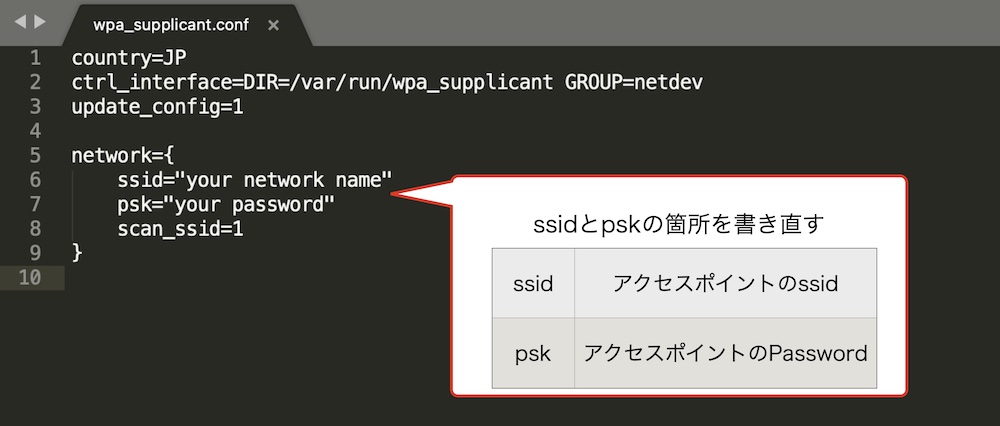 wpa_supplicant.conf ×
1 country=JP
2 ctrl_interface=DIR=/var/run/wpa_supplicant GROUP=netdev
3 update_config=1
4
5 network={
6     ssid="your network name"
7     psk="your password"
8     scan_ssid=1
9 }
10
ssidとpskの箇所を書き直す
ssid アクセスポイントのssid
psk アクセスポイントのPassword